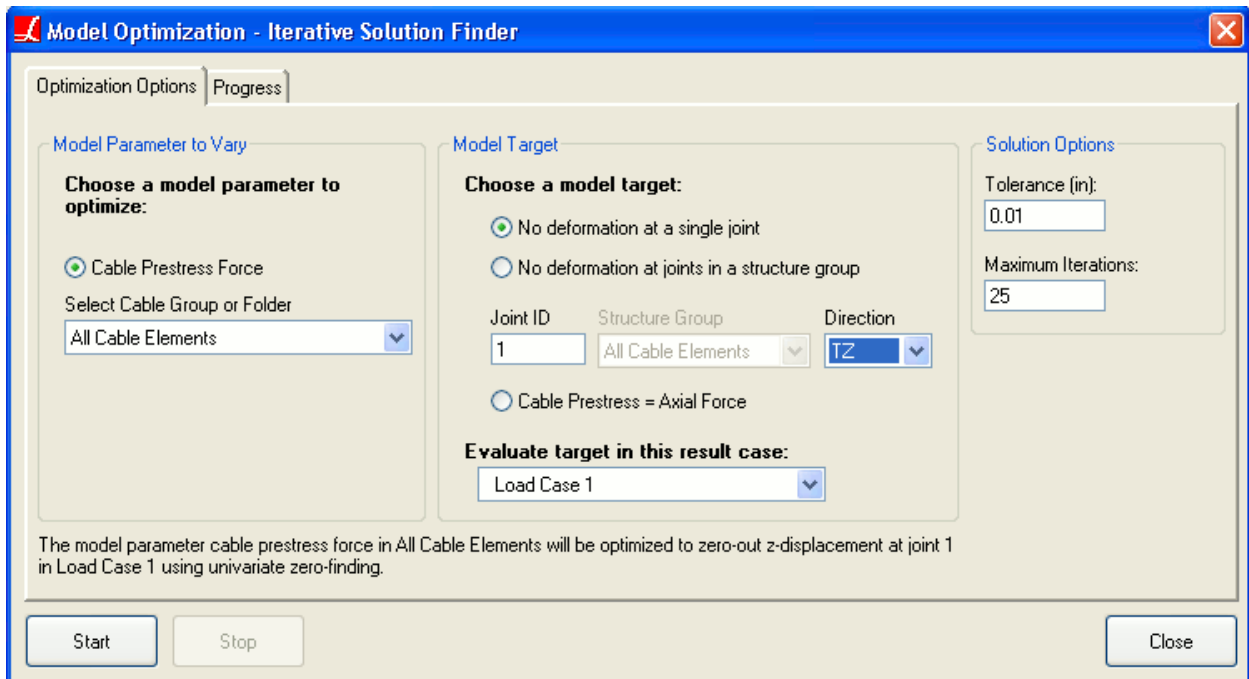 Model Optimization - Iterative Solution Finder
Optimization Options
Progress
Model Parameter to Vary
Choose a model parameter to
optimize:
Cable Prestress Force
Select Cable Group or Folder
All Cable Elements
Model Target
Choose a model target:
No deformation at a single joint
No deformation at joints in a structure group
Joint ID
Structure Group
Direction
1
All Cable Elements
TZ
Cable Prestress = Axial Force
Evaluate target in this result case:
Load Case 1
Solution Options
Tolerance (in):
0.01
Maximum Iterations:
25
The model parameter cable prestress force in All Cable Elements will be optimized to zero-out z-displacement at joint 1
in Load Case 1 using univariate zero-finding.
Start
Stop
Close